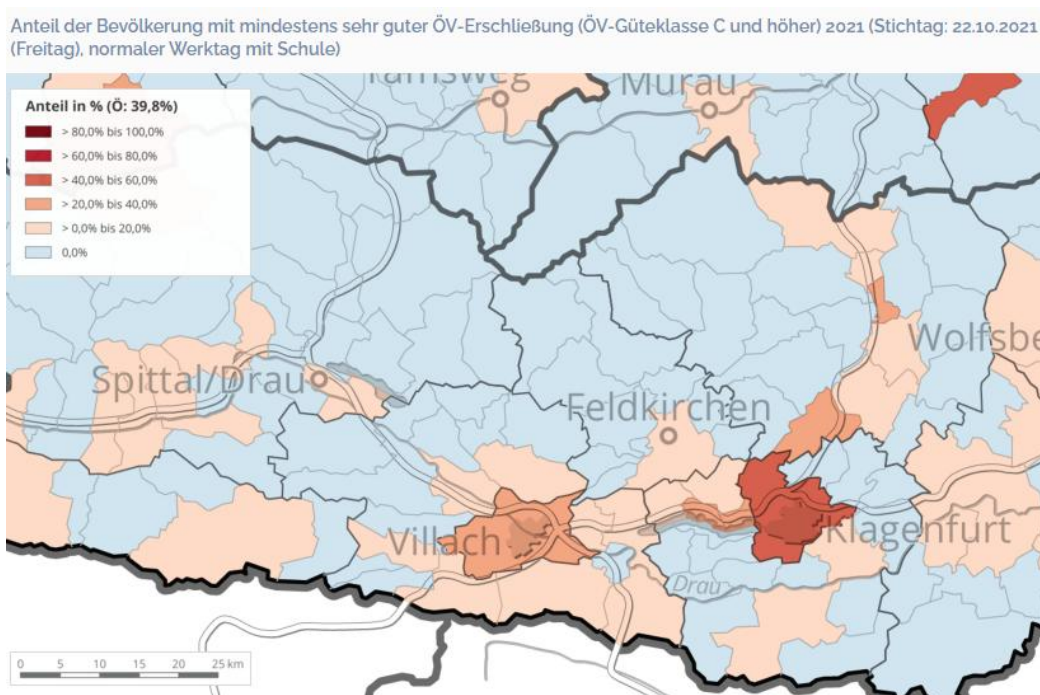 Anteil der Bevölkerung mit mindestens sehr guter ÖV-Erschließung (ÖV-Güteklasse C und höher) 2021 (Stichtag: 22.10.2021
(Freitag), normaler Werktag mit Schule)
Tamsweg
Murau
Anteil in % (Ö: 39,8%)
> 80,0% bis 100,0%
> 60,0% bis 80,0%
> 40,0% bis 60,0%
> 20,0% bis 40,0%
> 0,0% bis 20,0%
0,0%
Wolfsbe
Spittal/Drau
Feldkirchen
Villach
Klagenfurt
Drau
0 5 10 15 20 25 km